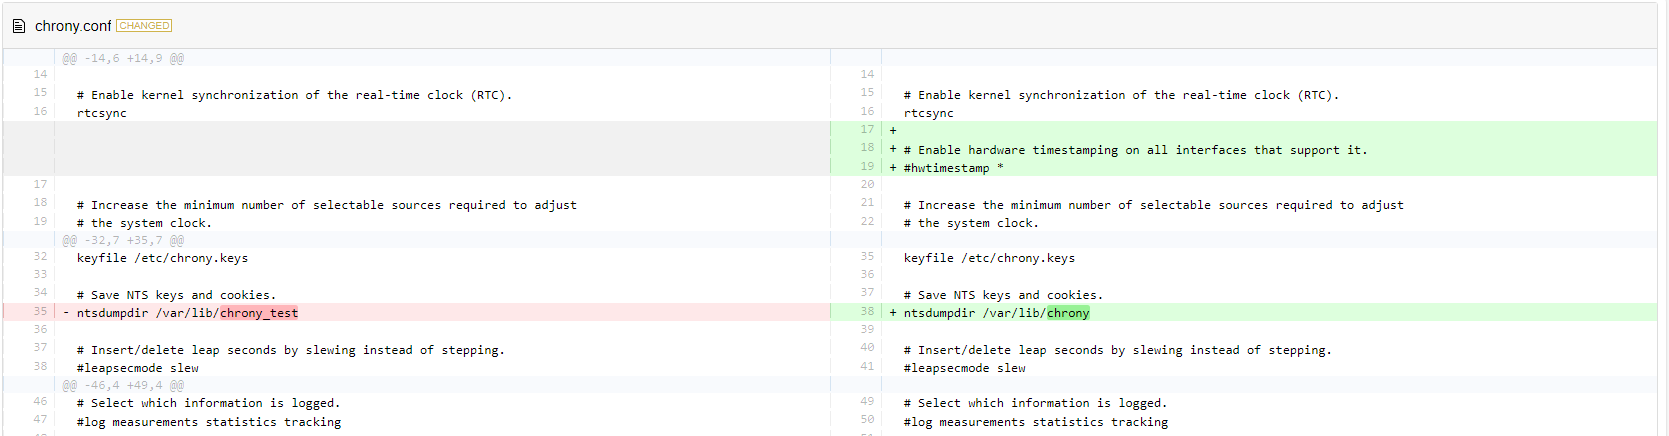 chrony.conf CHANGED
@@ -14,6 +14,9 @@
14 14
15 # Enable kernel synchronization of the real-time clock (RTC). 15 # Enable kernel synchronization of the real-time clock (RTC).
16 rtcsync 16 rtcsync
17 +
18 + # Enable hardware timestamping on all interfaces that support it.
19 + #hwtimestamp *
17 20
18 # Increase the minimum number of selectable sources required to adjust 21 # Increase the minimum number of selectable sources required to adjust
19 # the system clock. 22 # the system clock.
@@ -32,7 +35,7 @@
32 keyfile /etc/chrony.keys 35 keyfile /etc/chrony.keys
33 36
34 # Save NTS keys and cookies. 37 # Save NTS keys and cookies.
35 - ntsdumpdir /var/lib/chrony_test 38 + ntsdumpdir /var/lib/chrony
36 39
37 # Insert/delete leap seconds by slewing instead of stepping. 40 # Insert/delete leap seconds by slewing instead of stepping.
38 #leapsecmode slew 41 #leapsecmode slew
@@ -46,4 +49,4 @@
46 # Select which information is logged. 49 # Select which information is logged.
47 #log measurements statistics tracking 50 #log measurements statistics tracking